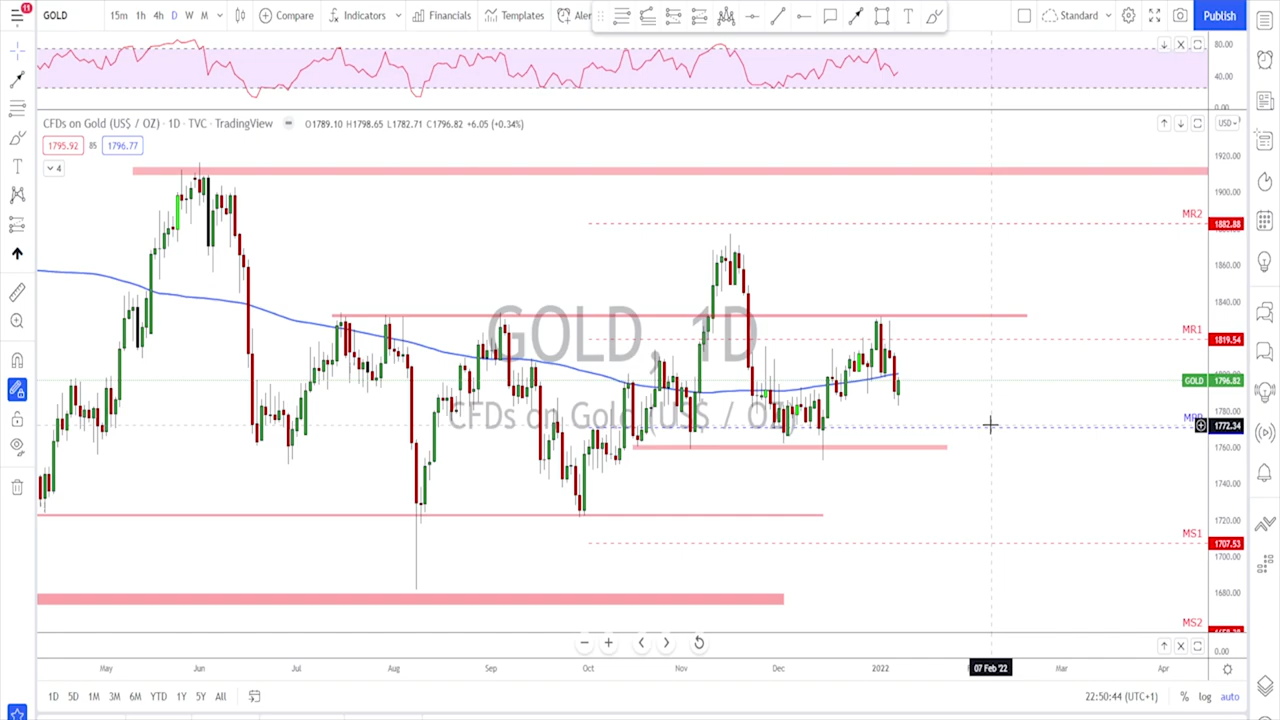 11
GOLD 15m 1h 4h D W M Compare Indicators Financials Templates Aler Standard Publish
80.00
40.00
0.00
CFDs on Gold (US$ / OZ) · 1D · TVC · TradingView O1789.10 H1798.65 L1782.71 C1796.82 +6.05 (+0.34%)
USD
1795.92 85 1796.77
4
1920.00
1900.00
MR2 1882.88
1860.00
1840.00
GOLD, 1D
MR1 1819.54
GOLD 1796.82
CFDs on Gold (US$ / OZ)
1780.00
1772.34
1760.00
1740.00
1720.00
MS1 1707.53
1700.00
1680.00
MS2
0.00
May Jun Jul Aug Sep Oct Nov Dec 2022 07 Feb '22 Mar Apr
1D 5D 1M 3M 6M YTD 1Y 5Y All 22:50:44 (UTC+1) % log auto